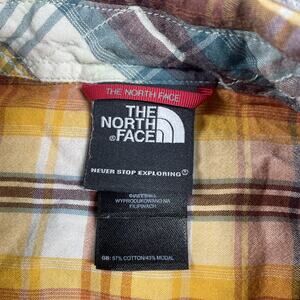 THE NORTH FACE
THE
NORTH
FACE
NEVER STOP EXPLORING
WYPRODUKOWANO NA
FILIPINACH
GB: 57% COTTON/43% MODAL